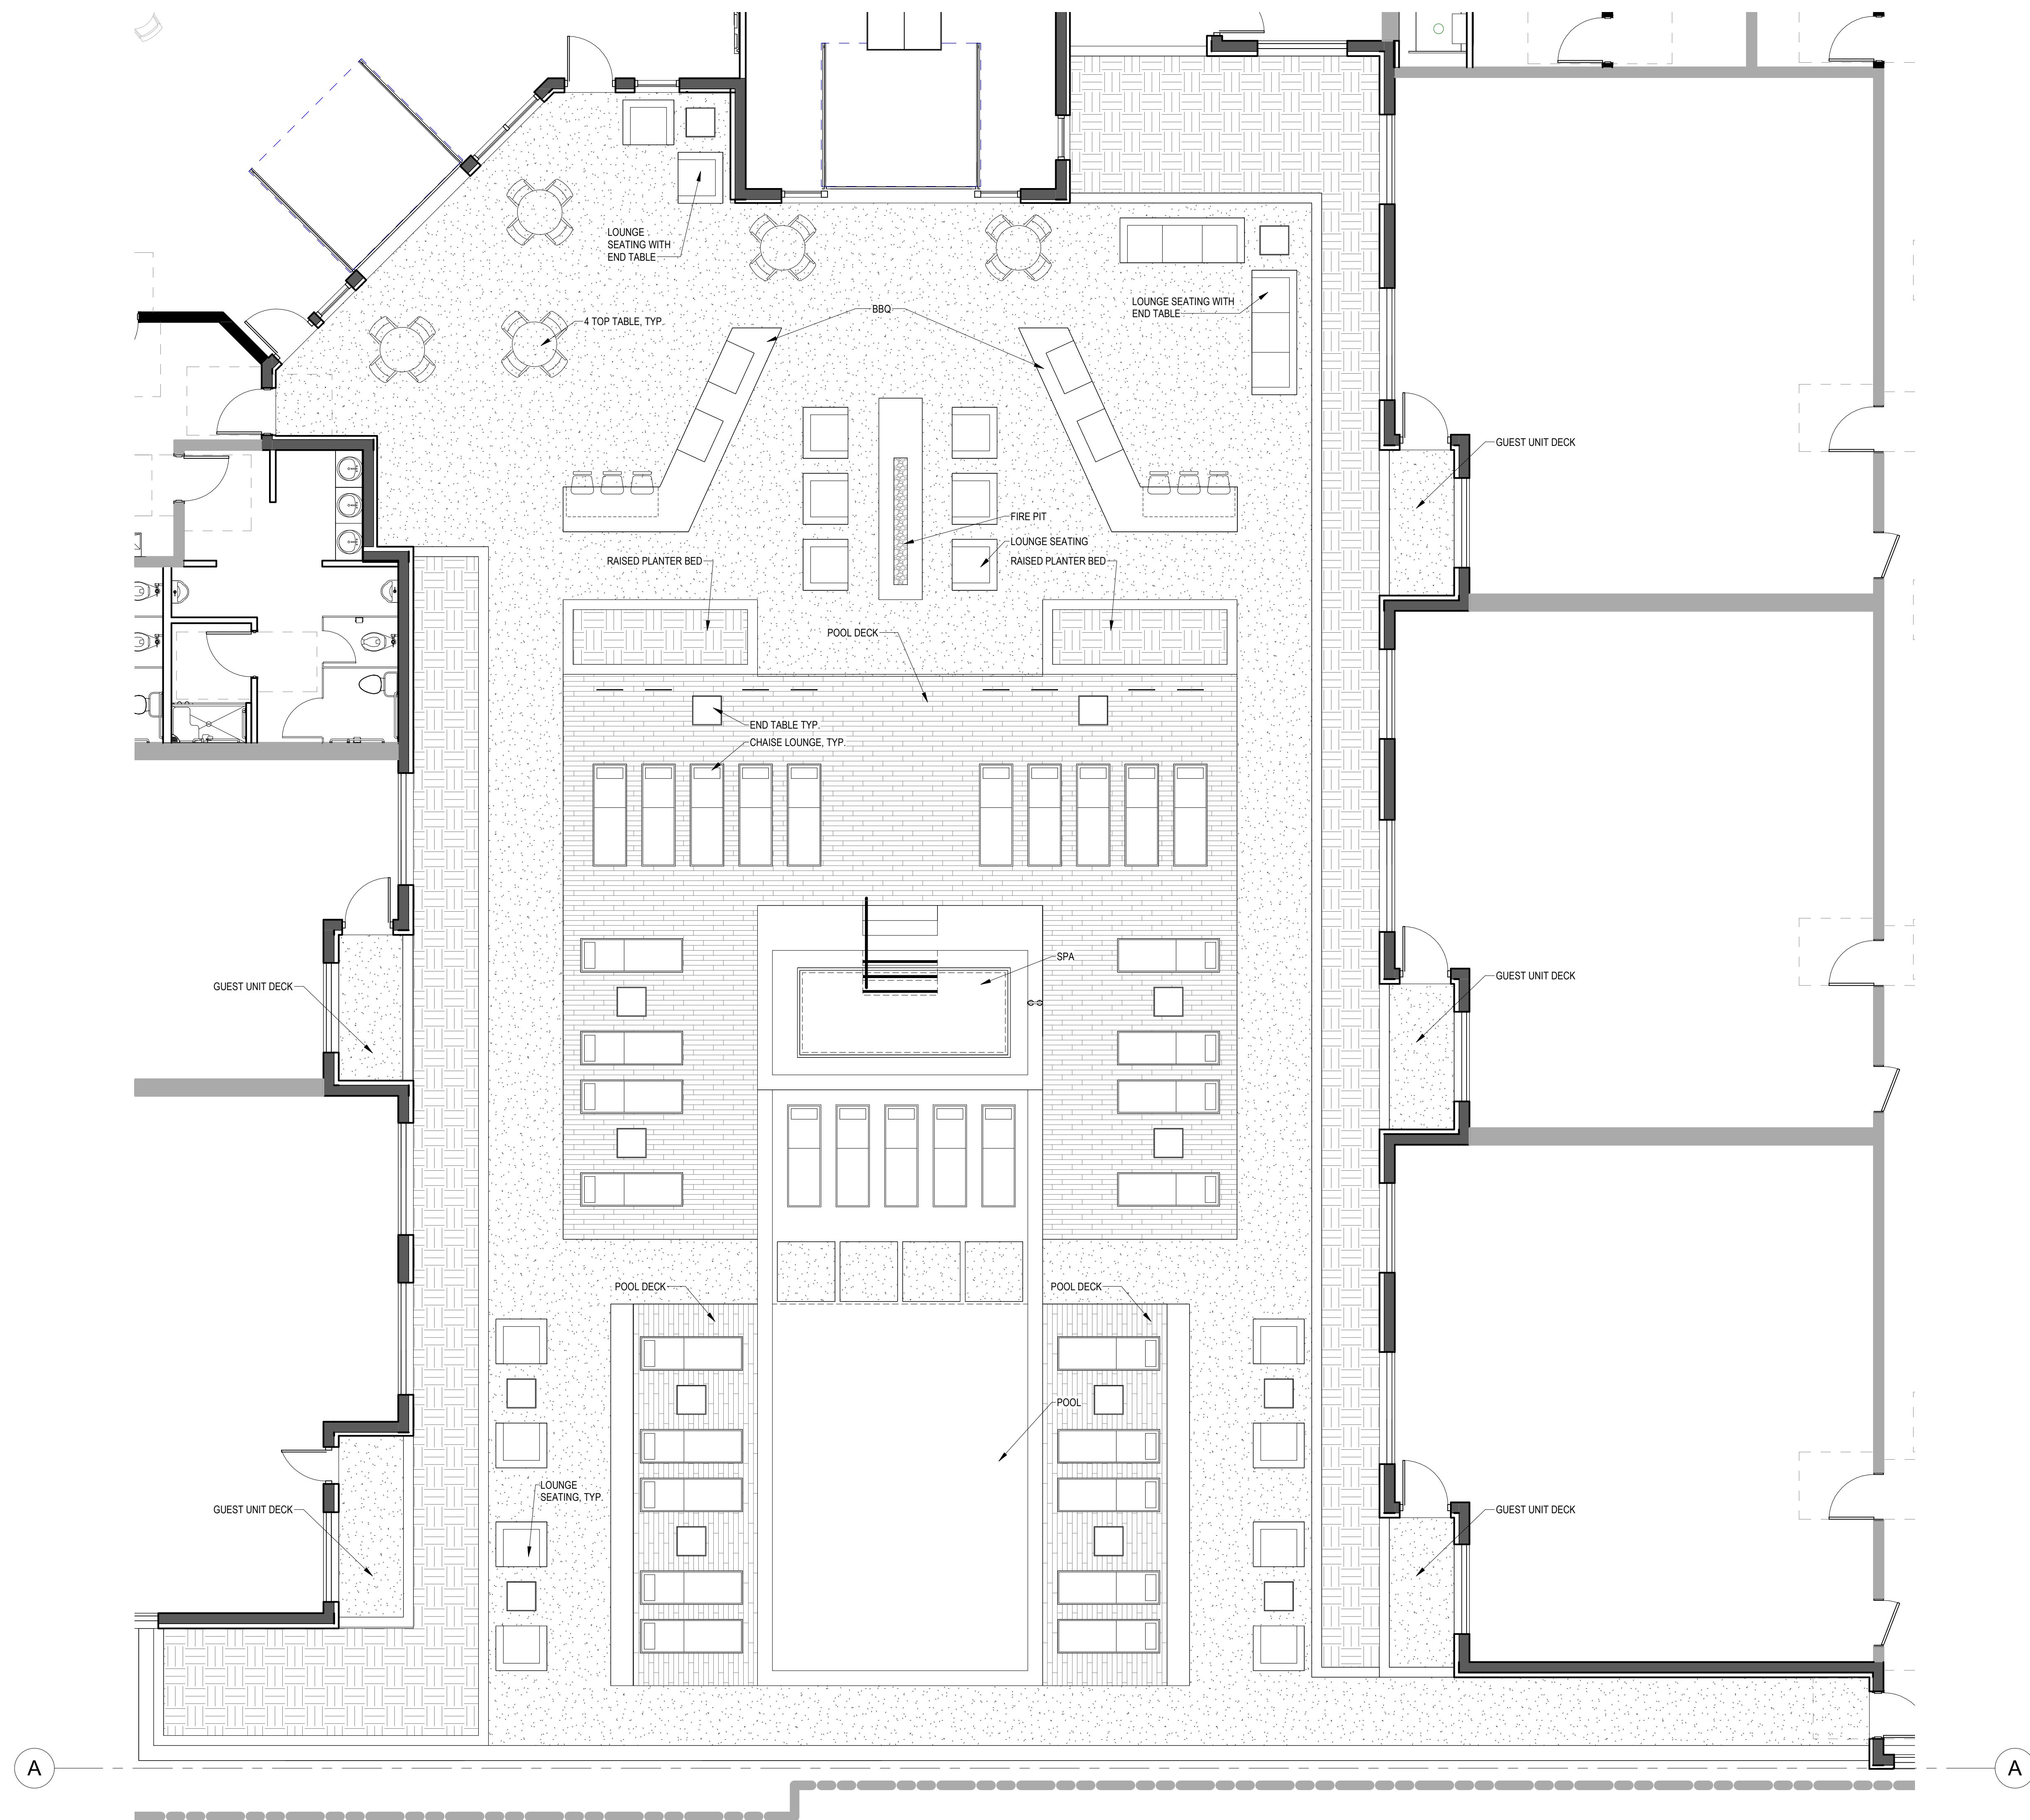 LOUNGE
SEATING WITH
END TABLE
LOUNGE SEATING WITH
END TABLE
BBQ
4 TOP TABLE, TYP.
GUEST UNIT DECK
FIRE PIT
LOUNGE SEATING
RAISED PLANTER BED
RAISED PLANTER BED
POOL DECK
END TABLE TYP.
CHAISE LOUNGE, TYP.
SPA
GUEST UNIT DECK
GUEST UNIT DECK
POOL DECK
POOL DECK
POOL
LOUNGE
SEATING, TYP.
GUEST UNIT DECK
GUEST UNIT DECK
A
A